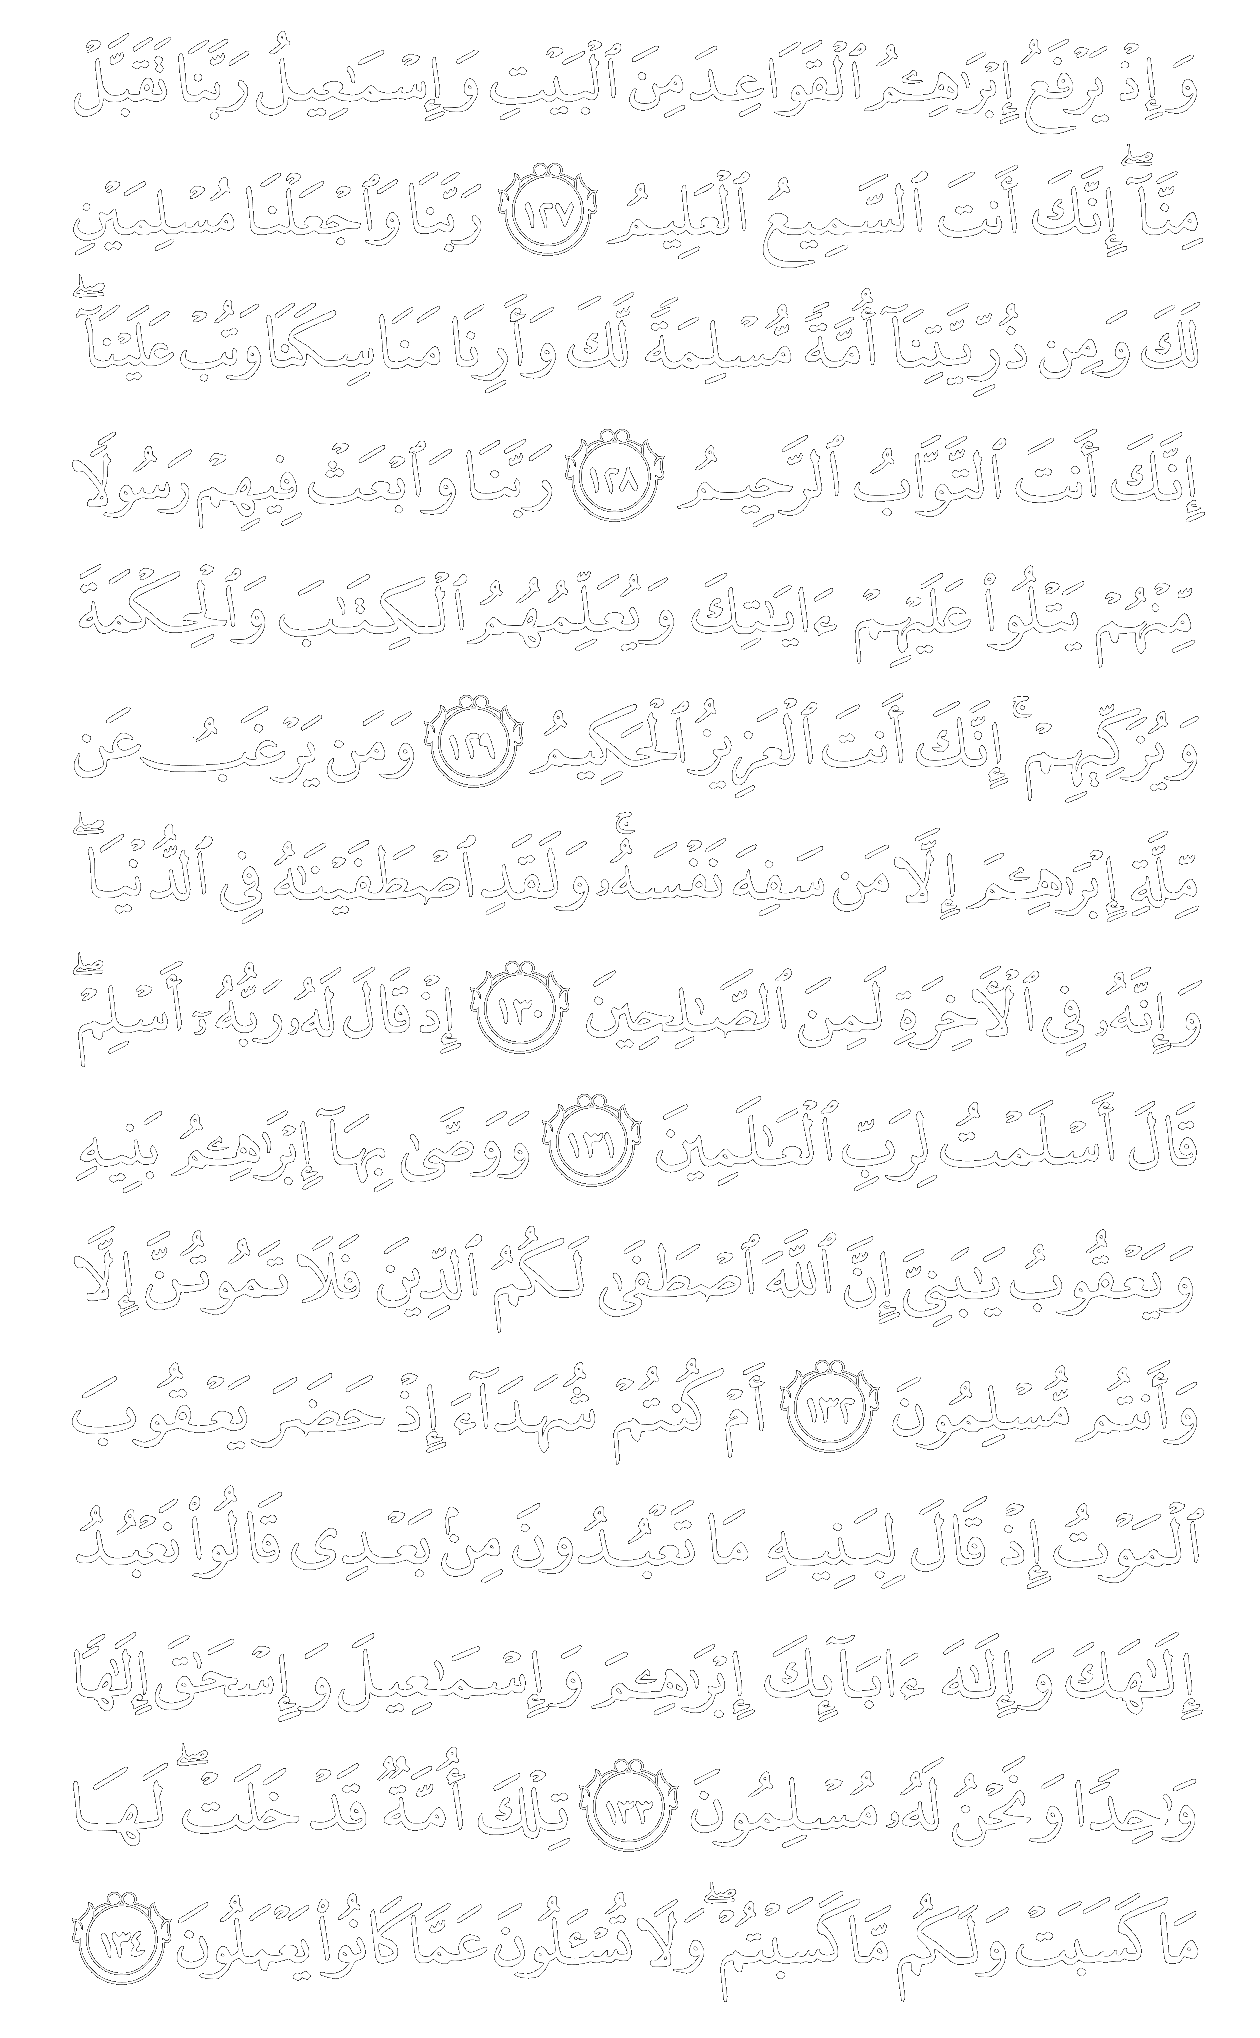 وَإِذْ يَرْفَعُ إِبْرَٰهِـۧمُ ٱلْقَوَاعِدَ مِنَ ٱلْبَيْتِ وَإِسْمَـٰعِيلُ رَبَّنَا تَقَبَّلْ
مِنَّآ ۖ إِنَّكَ أَنتَ ٱلسَّمِيعُ ٱلْعَلِيمُ ١٢٧ رَبَّنَا وَٱجْعَلْنَا مُسْلِمَيْنِ
لَكَ وَمِن ذُرِّيَّتِنَآ أُمَّةً مُّسْلِمَةً لَّكَ وَأَرِنَا مَنَاسِكَنَا وَتُبْ عَلَيْنَآ ۖ
إِنَّكَ أَنتَ ٱلتَّوَّابُ ٱلرَّحِيمُ ١٢٨ رَبَّنَا وَٱبْعَثْ فِيهِمْ رَسُولًا
مِّنْهُمْ يَتْلُوا۟ عَلَيْهِمْ ءَايَـٰتِكَ وَيُعَلِّمُهُمُ ٱلْكِتَـٰبَ وَٱلْحِكْمَةَ
وَيُزَكِّيهِمْ ۚ إِنَّكَ أَنتَ ٱلْعَزِيزُ ٱلْحَكِيمُ ١٢٩ وَمَن يَرْغَبُ عَن
مِّلَّةِ إِبْرَٰهِـۧمَ إِلَّا مَن سَفِهَ نَفْسَهُۥ ۚ وَلَقَدِ ٱصْطَفَيْنَـٰهُ فِى ٱلدُّنْيَا ۖ
وَإِنَّهُۥ فِى ٱلْـَٔاخِرَةِ لَمِنَ ٱلصَّـٰلِحِينَ ١٣٠ إِذْ قَالَ لَهُۥ رَبُّهُۥٓ أَسْلِمْ ۖ
قَالَ أَسْلَمْتُ لِرَبِّ ٱلْعَـٰلَمِينَ ١٣١ وَوَصَّىٰ بِهَآ إِبْرَٰهِـۧمُ بَنِيهِ
وَيَعْقُوبُ يَـٰبَنِىَّ إِنَّ ٱللَّهَ ٱصْطَفَىٰ لَكُمُ ٱلدِّينَ فَلَا تَمُوتُنَّ إِلَّا
وَأَنتُم مُّسْلِمُونَ ١٣٢ أَمْ كُنتُمْ شُهَدَآءَ إِذْ حَضَرَ يَعْقُوبَ
ٱلْمَوْتُ إِذْ قَالَ لِبَنِيهِ مَا تَعْبُدُونَ مِنۢ بَعْدِى قَالُوا۟ نَعْبُدُ
إِلَـٰهَكَ وَإِلَـٰهَ ءَابَآئِكَ إِبْرَٰهِـۧمَ وَإِسْمَـٰعِيلَ وَإِسْحَـٰقَ إِلَـٰهًا
وَٰحِدًا وَنَحْنُ لَهُۥ مُسْلِمُونَ ١٣٣ تِلْكَ أُمَّةٌ قَدْ خَلَتْ ۖ لَهَا
مَا كَسَبَتْ وَلَكُم مَّا كَسَبْتُمْ ۖ وَلَا تُسْـَٔلُونَ عَمَّا كَانُوا۟ يَعْمَلُونَ ١٣٤